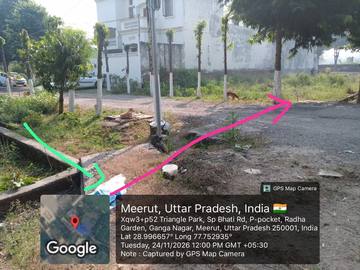 GPS Map Camera
Meerut, Uttar Pradesh, India 🇮🇳
Xqw3+p52 Triangle Park, Sp Bhati Rd, P-pocket, Radha
Garden, Ganga Nagar, Meerut, Uttar Pradesh 250001, India
Lat 28.996657° Long 77.752935°
Tuesday, 24/11/2026 12:00 PM GMT +05:30
Note : Captured by GPS Map Camera
Google